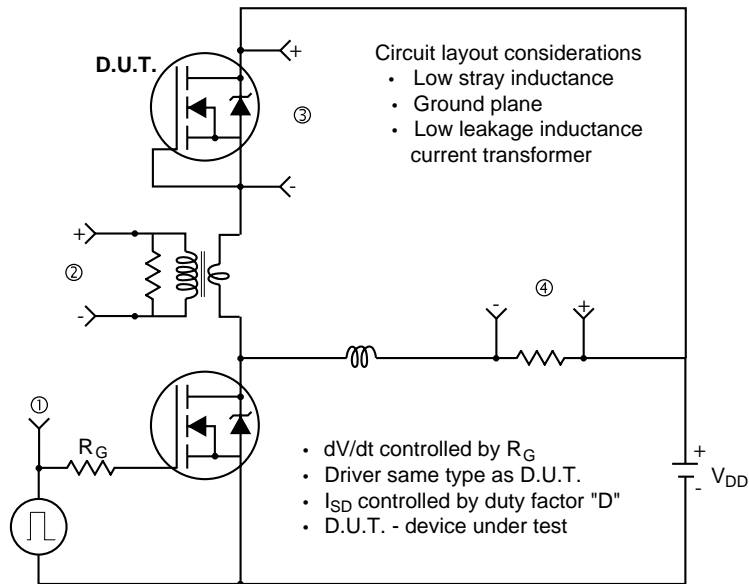 D.U.T.
+
③
-
Circuit layout considerations
• Low stray inductance
• Ground plane
• Low leakage inductance
current transformer
+
②
-
-
④
+
①
R_G
• dV/dt controlled by R_G
• Driver same type as D.U.T.
• I_SD controlled by duty factor "D"
• D.U.T. - device under test
+
V_DD
-